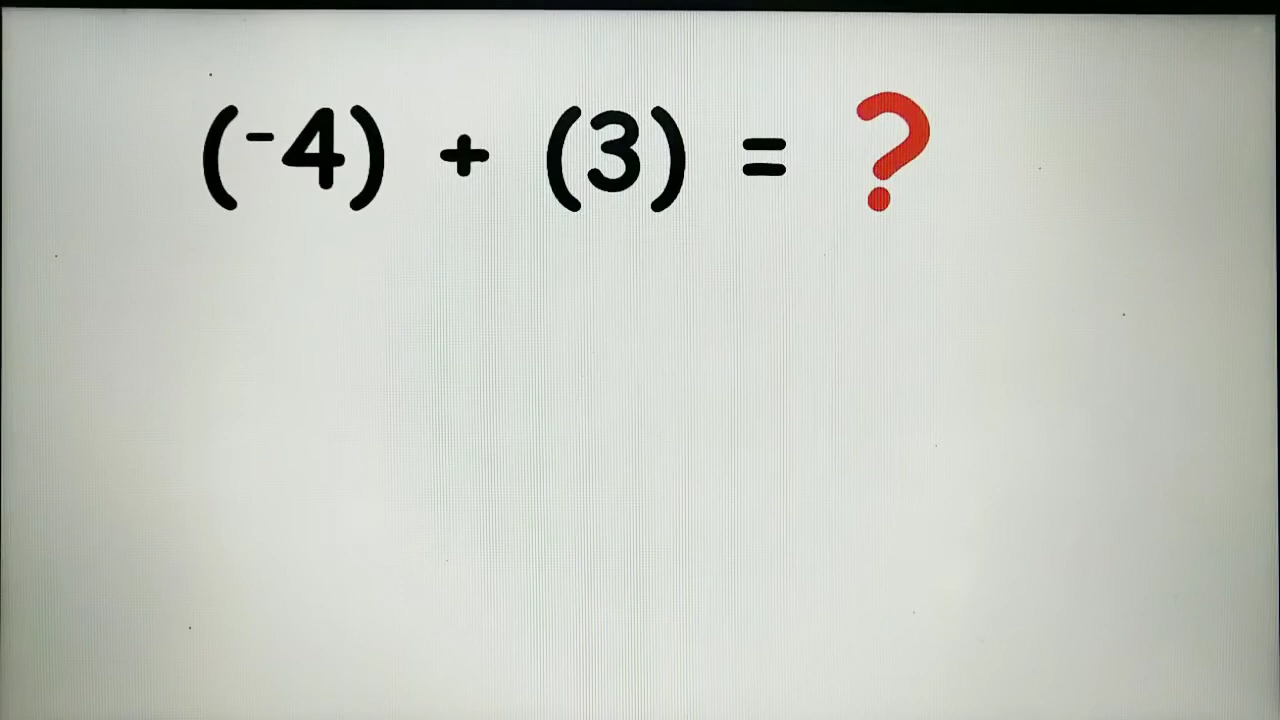 (⁻4) + (3) = ?